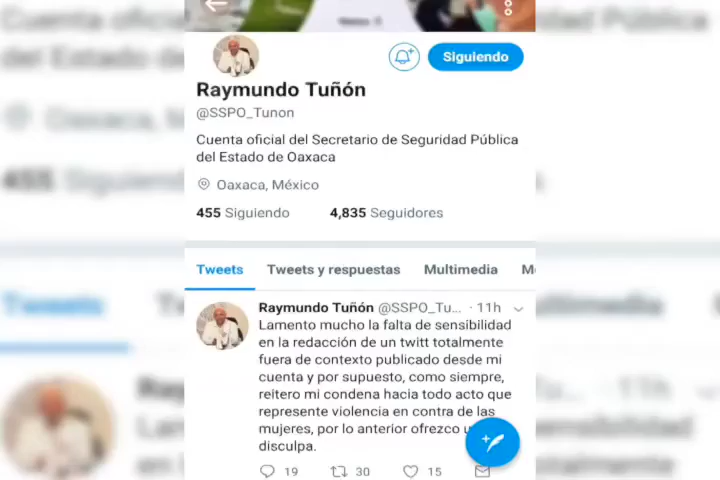 Siguiendo
Raymundo Tuñón
@SSPO_Tunon
Cuenta oficial del Secretario de Seguridad Pública
del Estado de Oaxaca
Oaxaca, México
455 Siguiendo 4,835 Seguidores
Tweets Tweets y respuestas Multimedia M
Raymundo Tuñón @SSPO_Tu... · 11h
Lamento mucho la falta de sensibilidad
en la redacción de un twitt totalmente
fuera de contexto publicado desde mi
cuenta y por supuesto, como siempre,
reitero mi condena hacia todo acto que
represente violencia en contra de las
mujeres, por lo anterior ofrezco
disculpa.
19 30 15